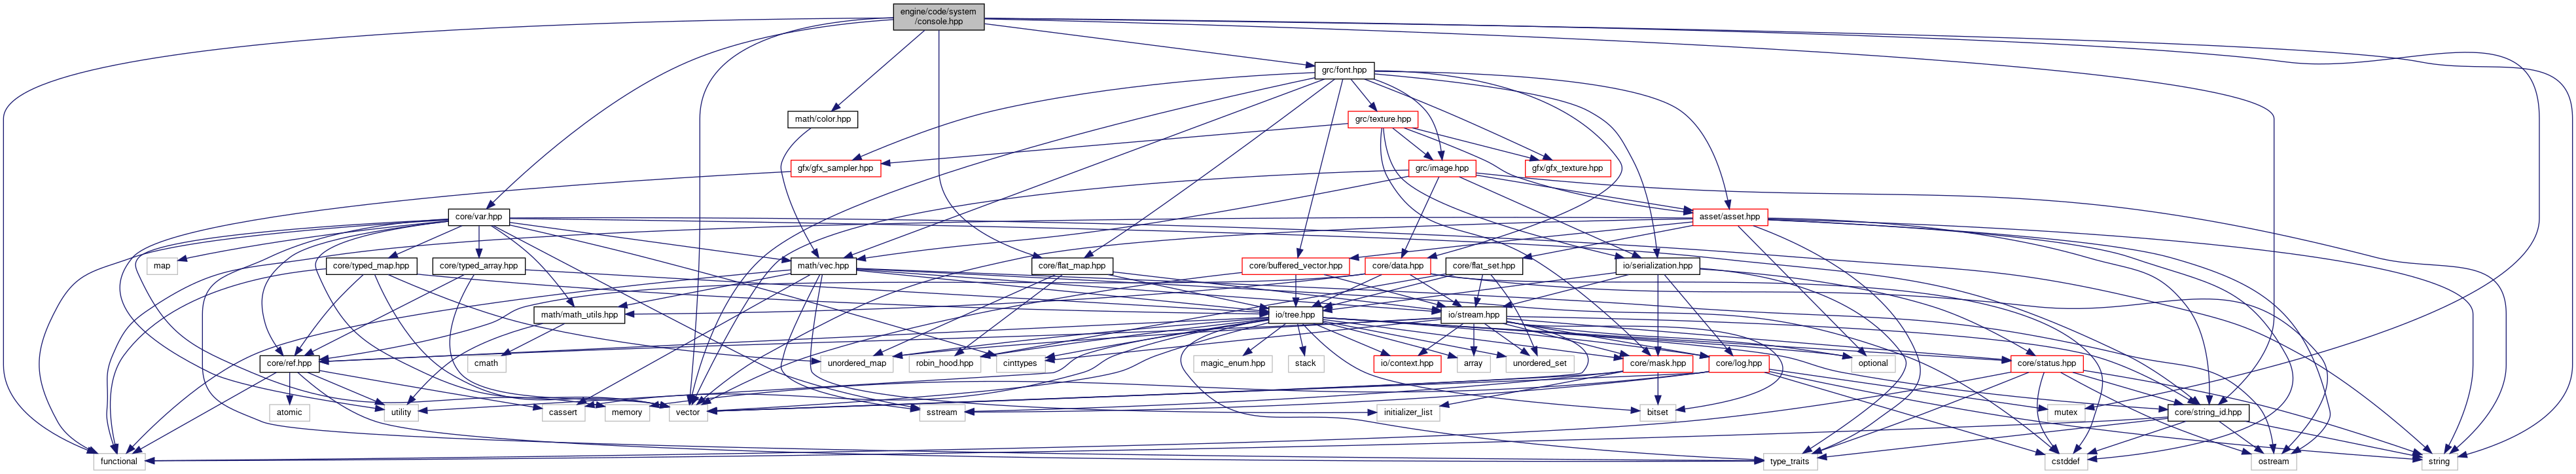 engine/code/system
/console.hpp
grc/font.hpp
math/color.hpp
grc/texture.hpp
gfx/gfx_sampler.hpp
grc/image.hpp
gfx/gfx_texture.hpp
core/var.hpp
asset/asset.hpp
map
core/typed_map.hpp
core/typed_array.hpp
math/vec.hpp
core/flat_map.hpp
core/buffered_vector.hpp
core/data.hpp
core/flat_set.hpp
io/serialization.hpp
math/math_utils.hpp
io/tree.hpp
io/stream.hpp
core/ref.hpp
cmath
unordered_map
robin_hood.hpp
cinttypes
magic_enum.hpp
stack
io/context.hpp
array
unordered_set
core/mask.hpp
core/log.hpp
optional
core/status.hpp
atomic
utility
cassert
memory
vector
sstream
initializer_list
bitset
mutex
core/string_id.hpp
functional
type_traits
cstddef
ostream
string